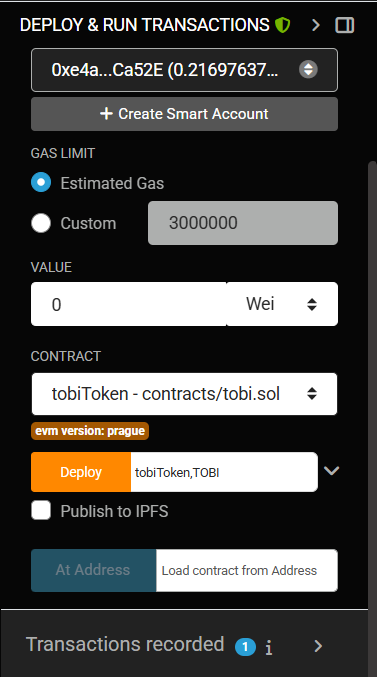 DEPLOY & RUN TRANSACTIONS
0xe4a...Ca52E (0.21697637...
+ Create Smart Account
GAS LIMIT
Estimated Gas
Custom
3000000
VALUE
0
Wei
CONTRACT
tobiToken - contracts/tobi.sol
evm version: prague
Deploy
tobiToken,TOBI
Publish to IPFS
At Address
Load contract from Address
Transactions recorded 1 i